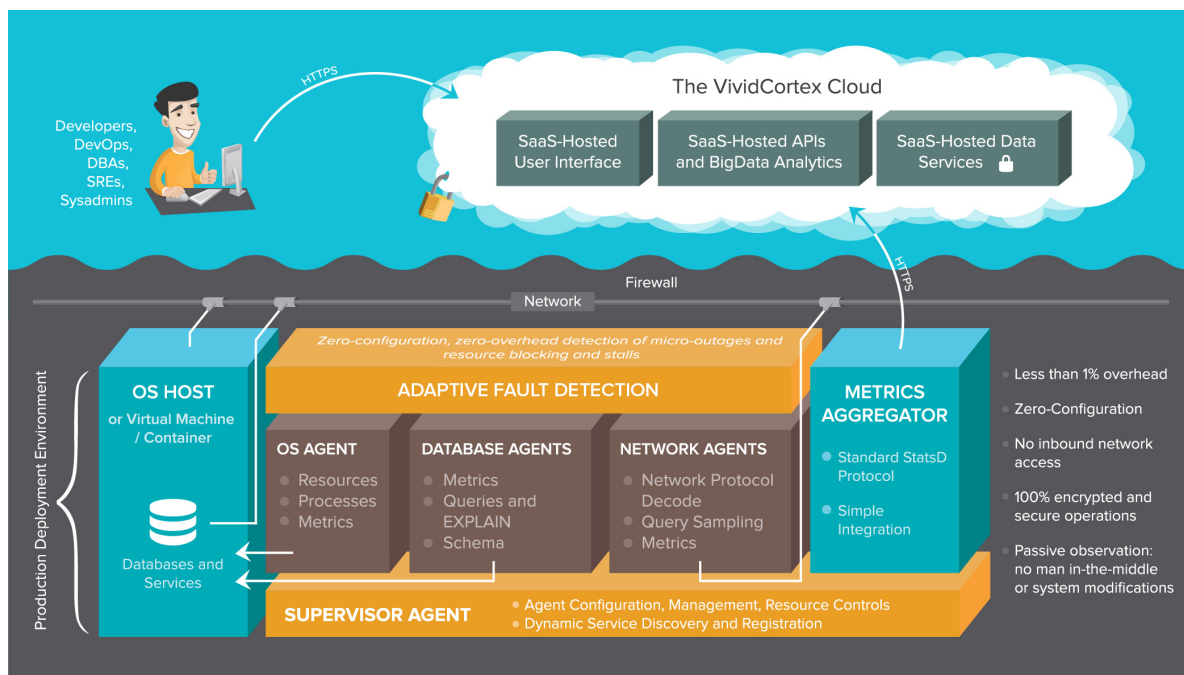 The VividCortex Cloud
HTTPS
Developers,
DevOps,
DBAs,
SREs,
Sysadmins
SaaS-Hosted
User Interface
SaaS-Hosted APIs
and BigData Analytics
SaaS-Hosted Data
Services
HTTPS
Firewall
Network
Production Deployment Environment
OS HOST
or Virtual Machine
/ Container
Databases and
Services
Zero-configuration, zero-overhead detection of micro-outages and
resource blocking and stalls
ADAPTIVE FAULT DETECTION
OS AGENT
Resources
Processes
Metrics
DATABASE AGENTS
Metrics
Queries and
EXPLAIN
Schema
NETWORK AGENTS
Network Protocol
Decode
Query Sampling
Metrics
METRICS
AGGREGATOR
Standard StatsD
Protocol
Simple
Integration
SUPERVISOR AGENT
Agent Configuration, Management, Resource Controls
Dynamic Service Discovery and Registration
Less than 1% overhead
Zero-Configuration
No inbound network
access
100% encrypted and
secure operations
Passive observation:
no man in-the-middle
or system modifications